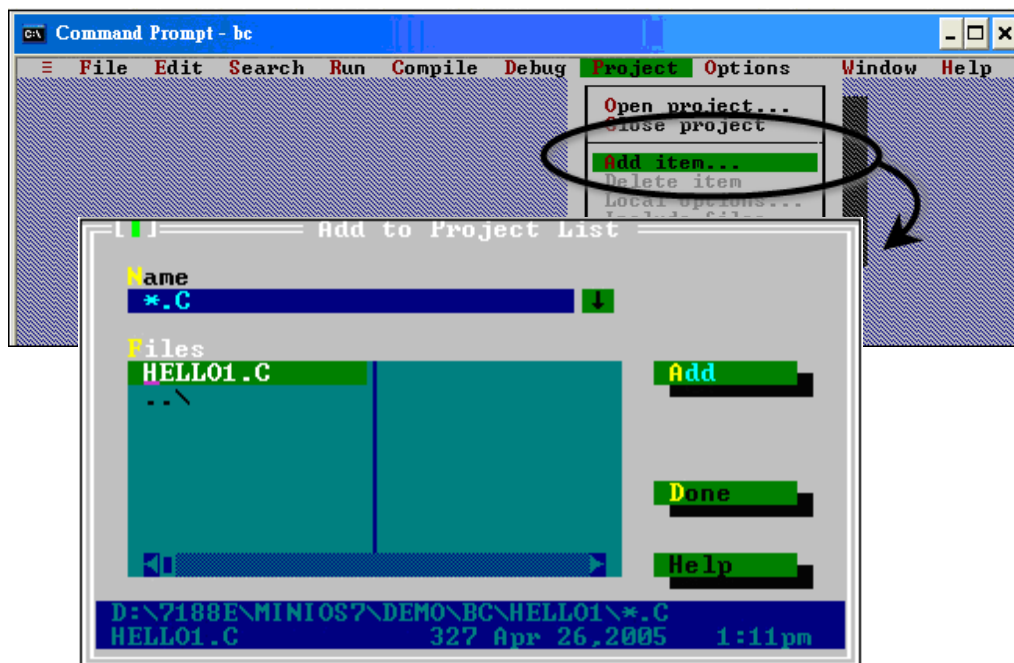 Command Prompt - bc
≡ File Edit Search Run Compile Debug Project Options Window Help
Open project...
Close project
Add item...
Delete item
Local options...
Include files
Add to Project List
Name
*.C
Files
HELLO1.C
..\
Add
Done
Help
D:\7188E\MINIOS7\DEMO\BC\HELLO1\*.C
HELLO1.C 327 Apr 26,2005 1:11pm